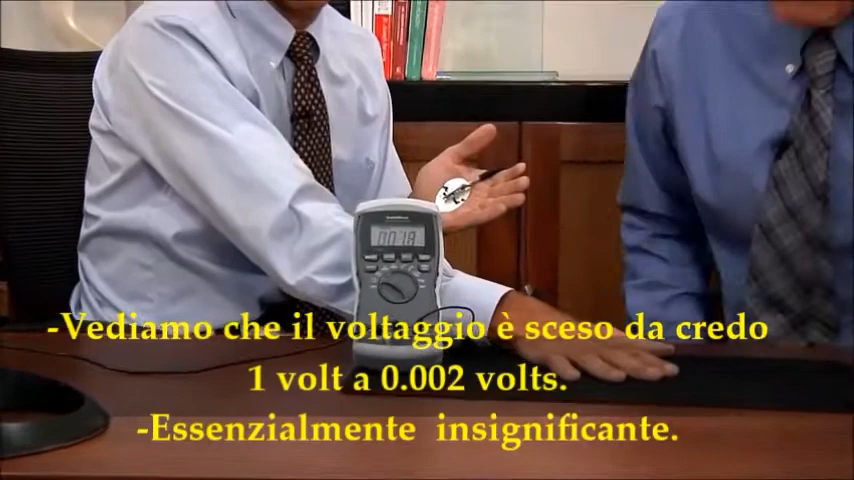 -Vediamo che il voltaggio è sceso da credo
1 volt a 0.002 volts.
-Essenzialmente insignificante.